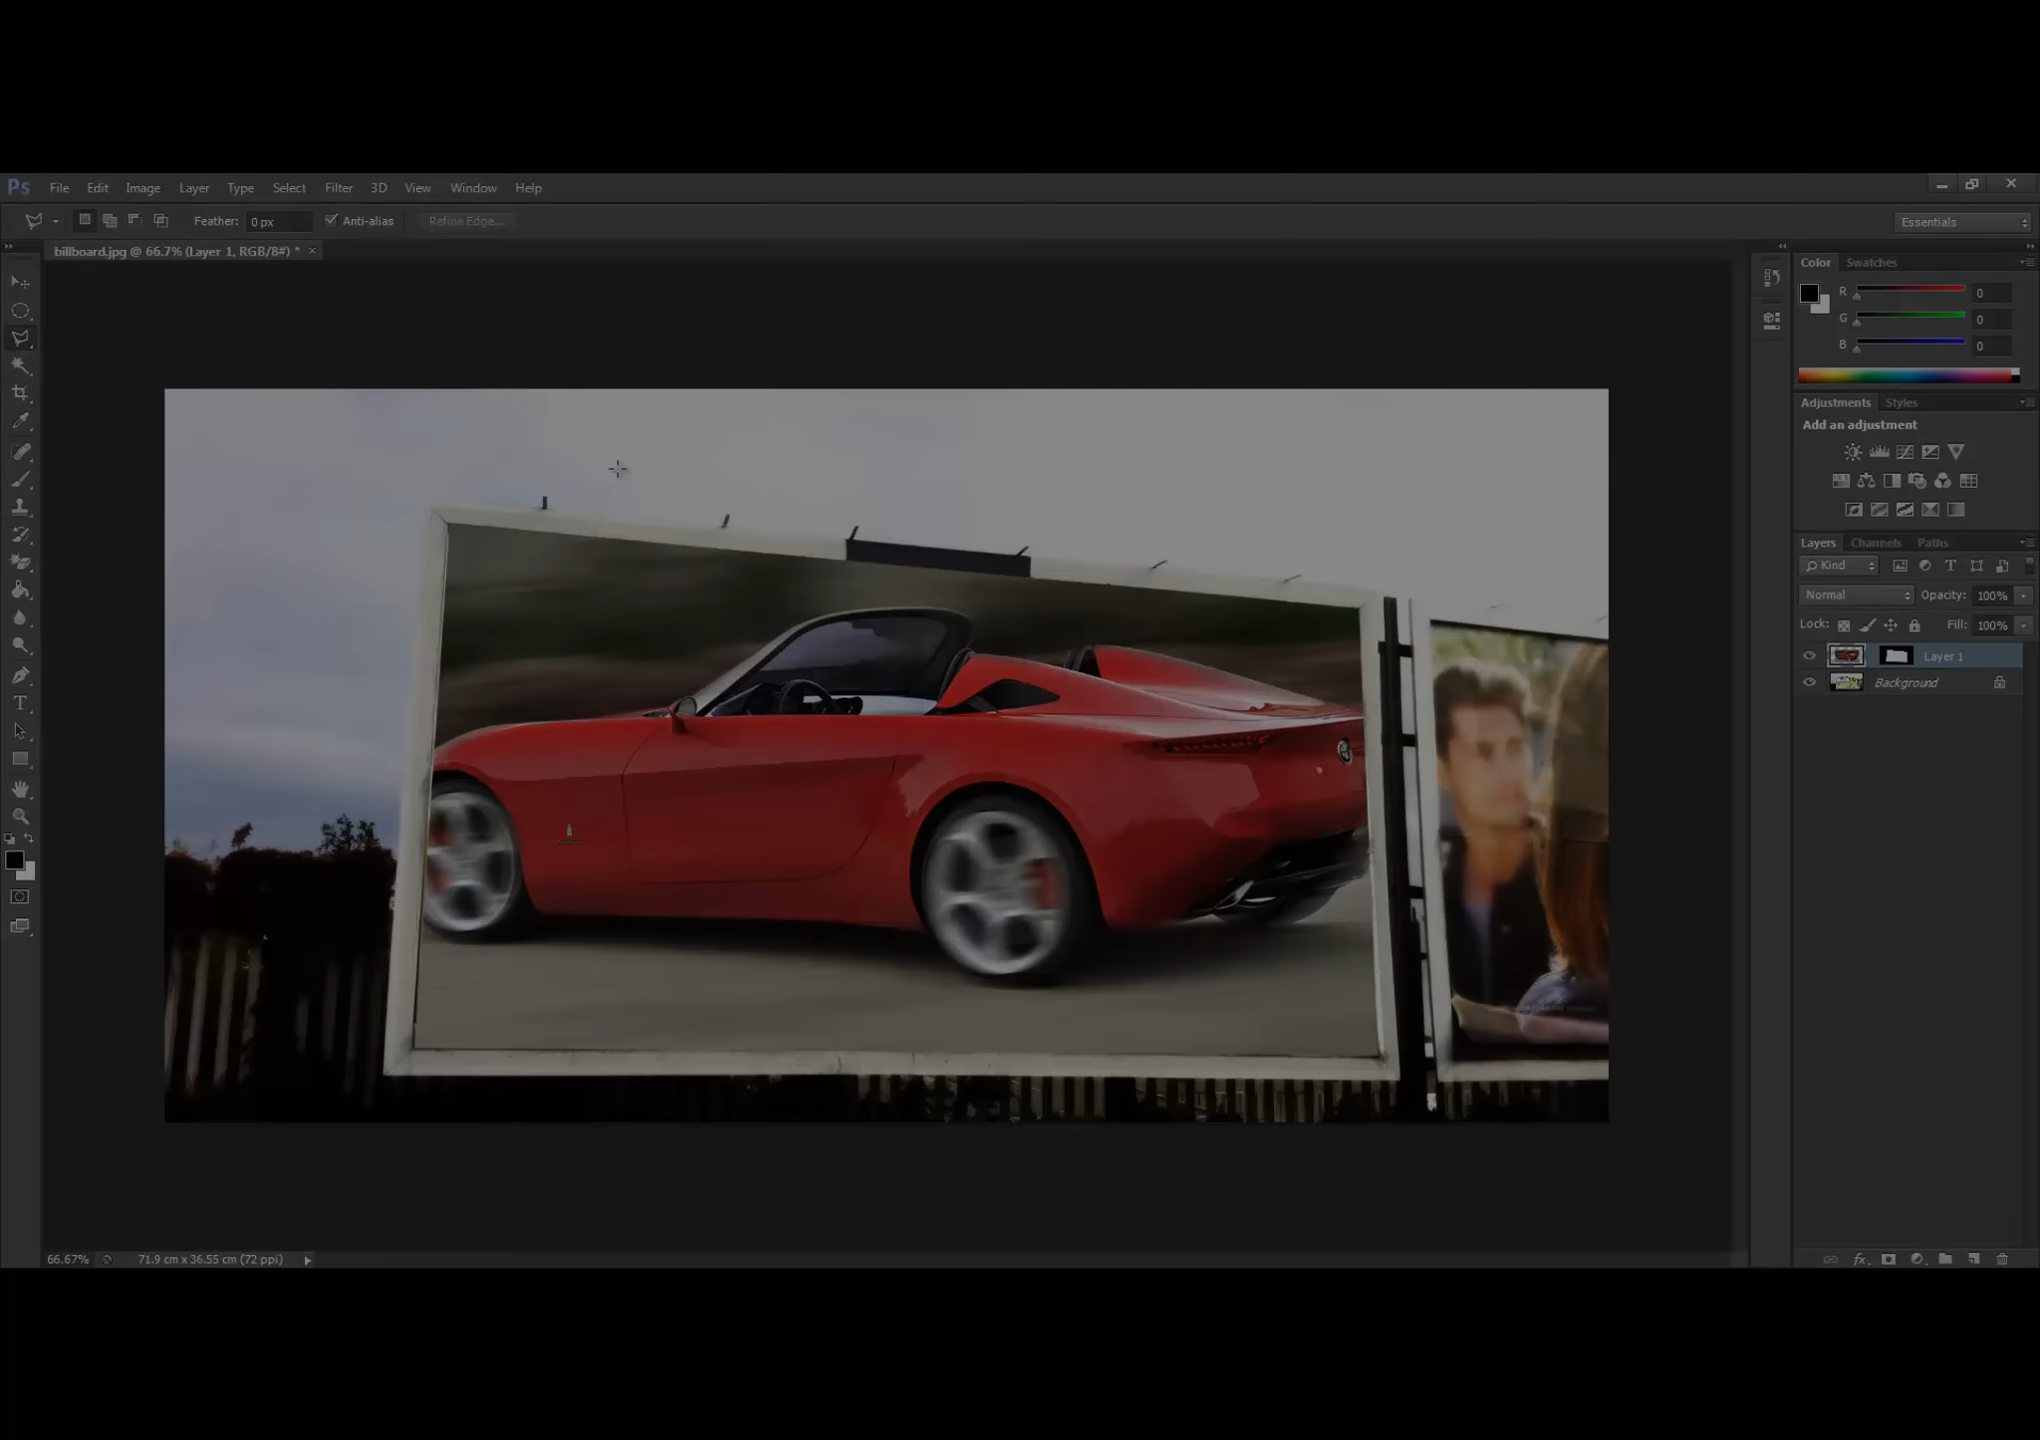 Ps File Edit Image Layer Type Select Filter 3D View Window Help
Feather: 0 px Anti-alias Refine Edge... Essentials
billboard.jpg @ 66.7% (Layer 1, RGB/8#) * ×
Color Swatches
R 0
G 0
B 0
Adjustments Styles
Add an adjustment
Layers Channels Paths
Kind T
Normal Opacity: 100%
Lock: Fill: 100%
Layer 1
Background
T
66.67% 71.9 cm x 36.55 cm (72 ppi)
fx